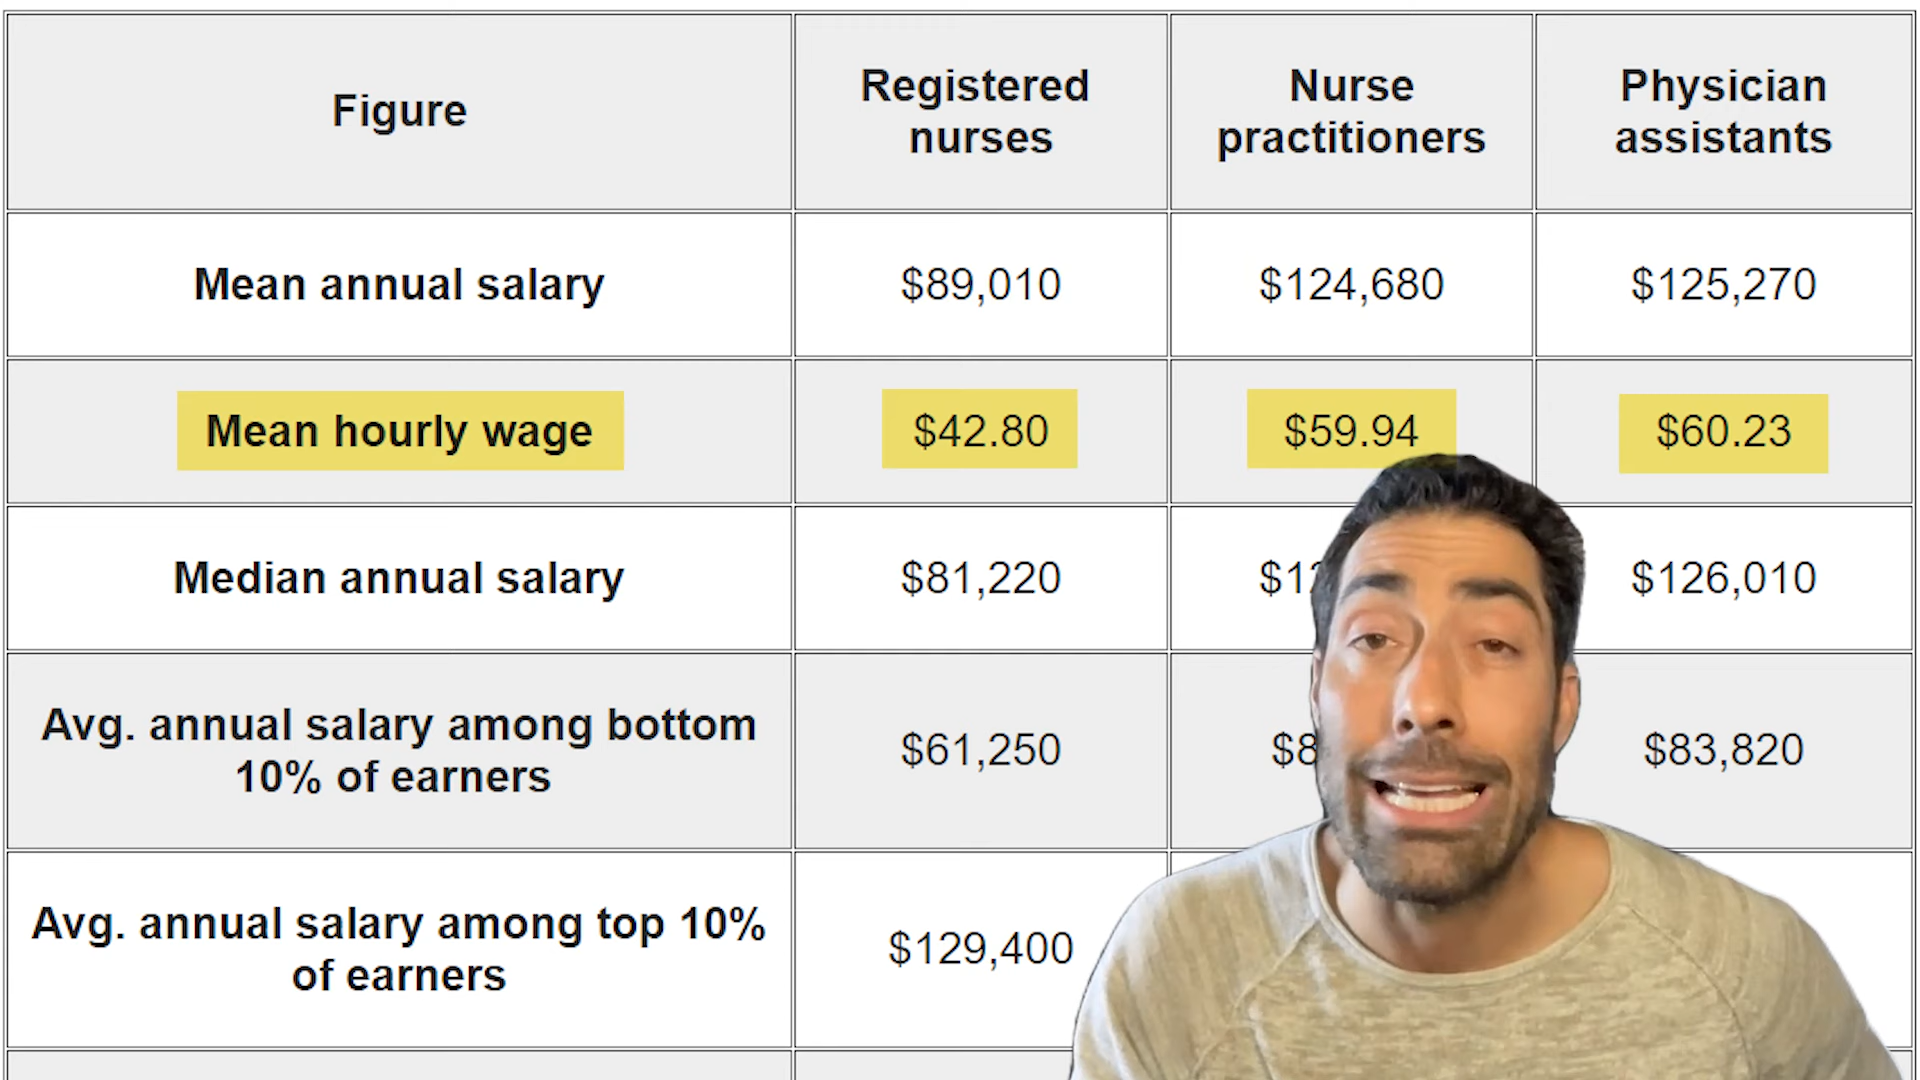 Figure
Registered
nurses
Nurse
practitioners
Physician
assistants
Mean annual salary
$89,010
$124,680
$125,270
Mean hourly wage
$42.80
$59.94
$60.23
Median annual salary
$81,220
$126,010
Avg. annual salary among bottom
10% of earners
$61,250
$83,820
Avg. annual salary among top 10%
of earners
$129,400